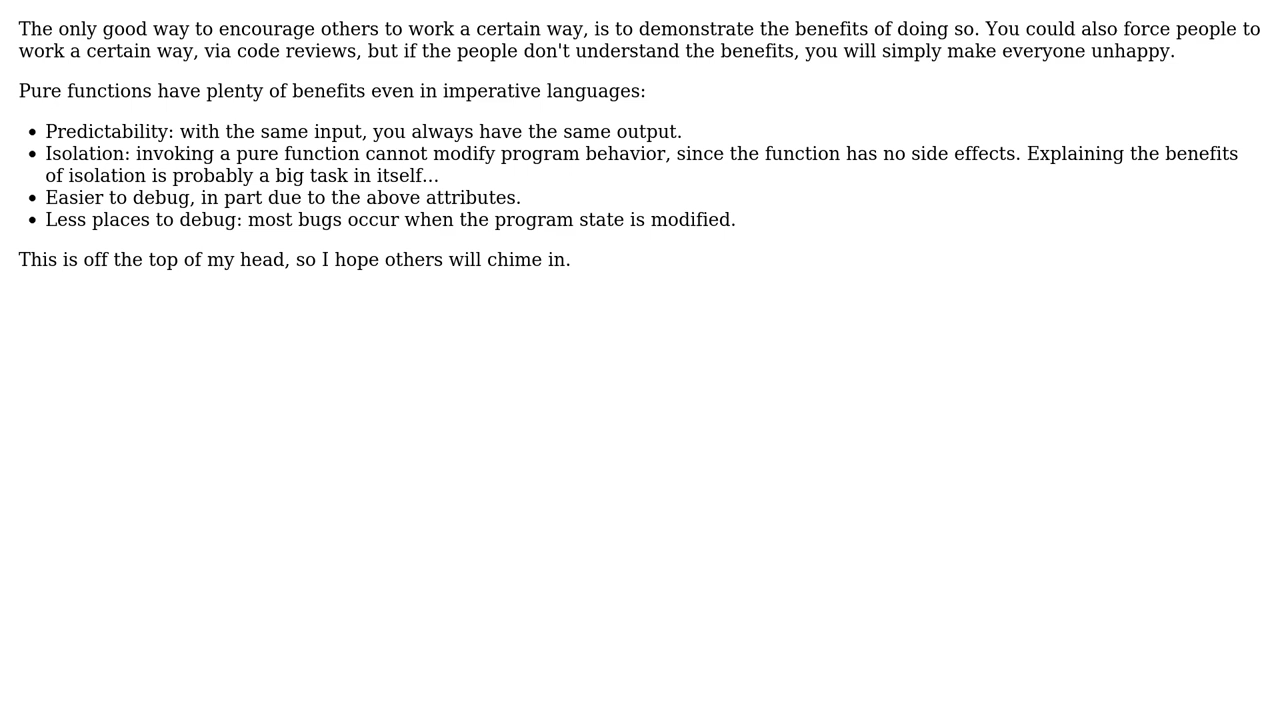 The only good way to encourage others to work a certain way, is to demonstrate the benefits of doing so. You could also force people to
work a certain way, via code reviews, but if the people don't understand the benefits, you will simply make everyone unhappy.
Pure functions have plenty of benefits even in imperative languages:
• Predictability: with the same input, you always have the same output.
• Isolation: invoking a pure function cannot modify program behavior, since the function has no side effects. Explaining the benefits
of isolation is probably a big task in itself...
• Easier to debug, in part due to the above attributes.
• Less places to debug: most bugs occur when the program state is modified.
This is off the top of my head, so I hope others will chime in.